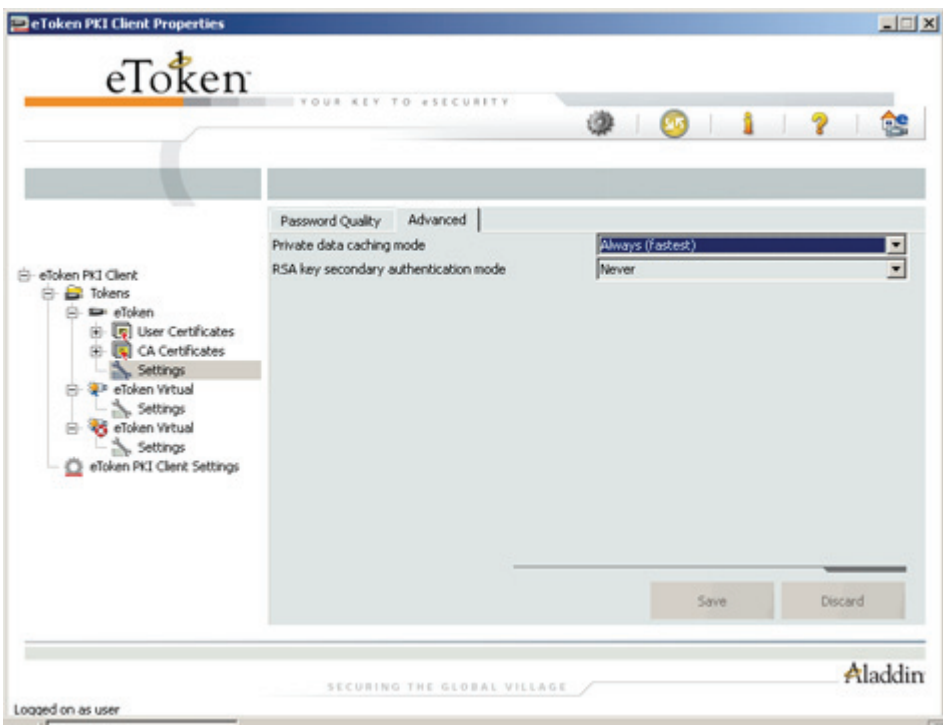 eToken PKI Client Properties
eToken
YOUR KEY TO eSECURITY
Password Quality Advanced
Private data caching mode Always (fastest)
RSA key secondary authentication mode Never
eToken PKI Client
Tokens
eToken
User Certificates
CA Certificates
Settings
eToken Virtual
Settings
eToken Virtual
Settings
eToken PKI Client Settings
Save Discard
Aladdin
SECURING THE GLOBAL VILLAGE
Logged on as user